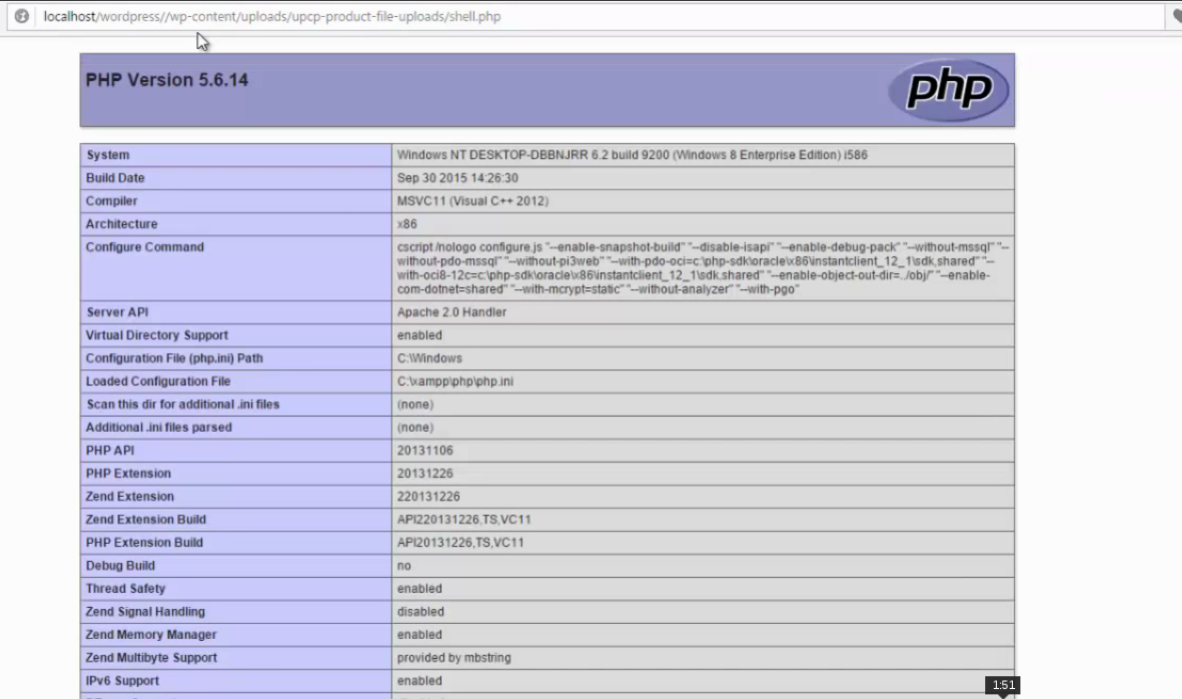 localhost/wordpress//wp-content/uploads/upcp-product-file-uploads/shell.php
PHP Version 5.6.14
php
System Windows NT DESKTOP-DBBNJRR 6.2 build 9200 (Windows 8 Enterprise Edition) i586
Build Date Sep 30 2015 14:26:30
Compiler MSVC11 (Visual C++ 2012)
Architecture x86
Configure Command cscript /nologo configure.js "--enable-snapshot-build" "--disable-isapi" "--enable-debug-pack" "--without-mssql" "--
without-pdo-mssql" "--without-pi3web" "--with-pdo-oci=c:\php-sdk\oracle\x86\instantclient_12_1\sdk,shared" "--
with-oci8-12c=c:\php-sdk\oracle\x86\instantclient_12_1\sdk,shared" "--enable-object-out-dir=../obj/" "--enable-
com-dotnet=shared" "--with-mcrypt=static" "--without-analyzer" "--with-pgo"
Server API Apache 2.0 Handler
Virtual Directory Support enabled
Configuration File (php.ini) Path C:\Windows
Loaded Configuration File C:\xampp\php\php.ini
Scan this dir for additional .ini files (none)
Additional .ini files parsed (none)
PHP API 20131106
PHP Extension 20131226
Zend Extension 220131226
Zend Extension Build API220131226,TS,VC11
PHP Extension Build API20131226,TS,VC11
Debug Build no
Thread Safety enabled
Zend Signal Handling disabled
Zend Memory Manager enabled
Zend Multibyte Support provided by mbstring
IPv6 Support enabled
1:51